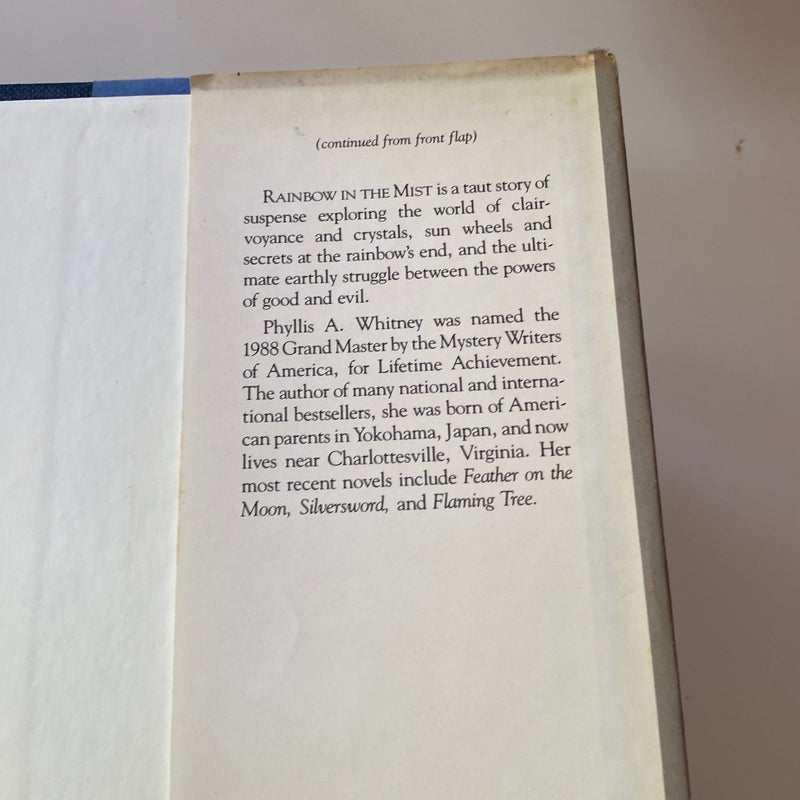 (continued from front flap)
RAINBOW IN THE MIST is a taut story of
suspense exploring the world of clair-
voyance and crystals, sun wheels and
secrets at the rainbow's end, and the ulti-
mate earthly struggle between the powers
of good and evil.
Phyllis A. Whitney was named the
1988 Grand Master by the Mystery Writers
of America, for Lifetime Achievement.
The author of many national and interna-
tional bestsellers, she was born of Ameri-
can parents in Yokohama, Japan, and now
lives near Charlottesville, Virginia. Her
most recent novels include Feather on the
Moon, Silversword, and Flaming Tree.